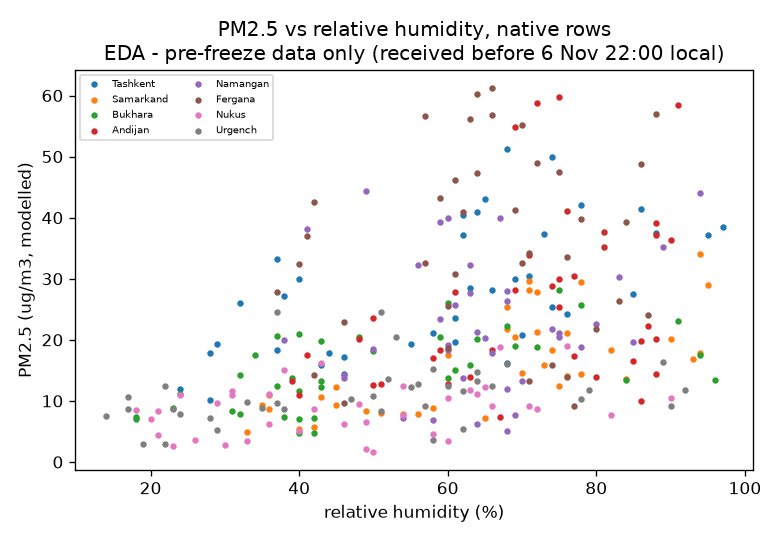 PM2.5 vs relative humidity, native rows
EDA - pre-freeze data only (received before 6 Nov 22:00 local)
Tashkent
Samarkand
Bukhara
Andijan
Namangan
Fergana
Nukus
Urgench
PM2.5 (ug/m3, modelled)
60
50
40
30
20
10
0
20 40 60 80 100
relative humidity (%)